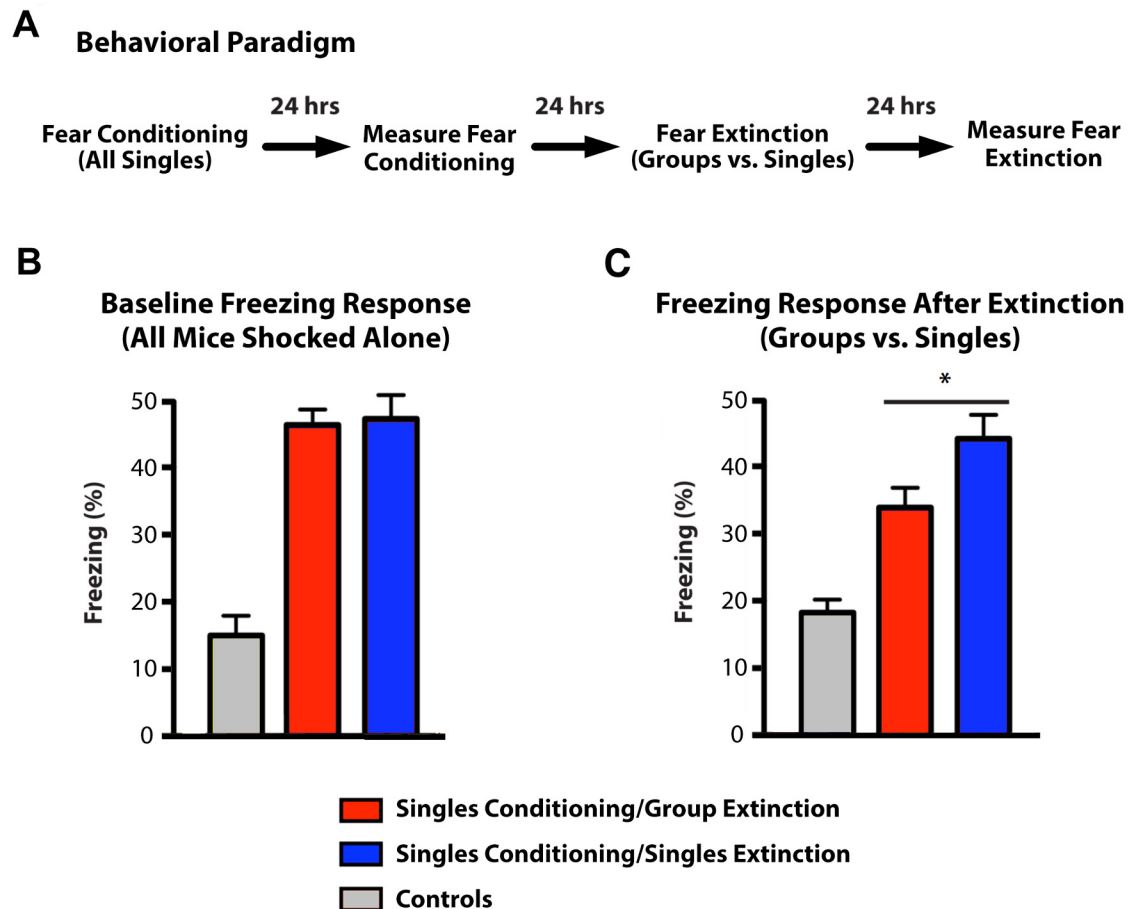 A
Behavioral Paradigm
24 hrs
24 hrs
24 hrs
Fear Conditioning
(All Singles)
Measure Fear
Conditioning
Fear Extinction
(Groups vs. Singles)
Measure Fear
Extinction
B
Baseline Freezing Response
(All Mice Shocked Alone)
Freezing (%)
50
40
30
20
10
0
C
Freezing Response After Extinction
(Groups vs. Singles)
*
Freezing (%)
50
40
30
20
10
0
Singles Conditioning/Group Extinction
Singles Conditioning/Singles Extinction
Controls